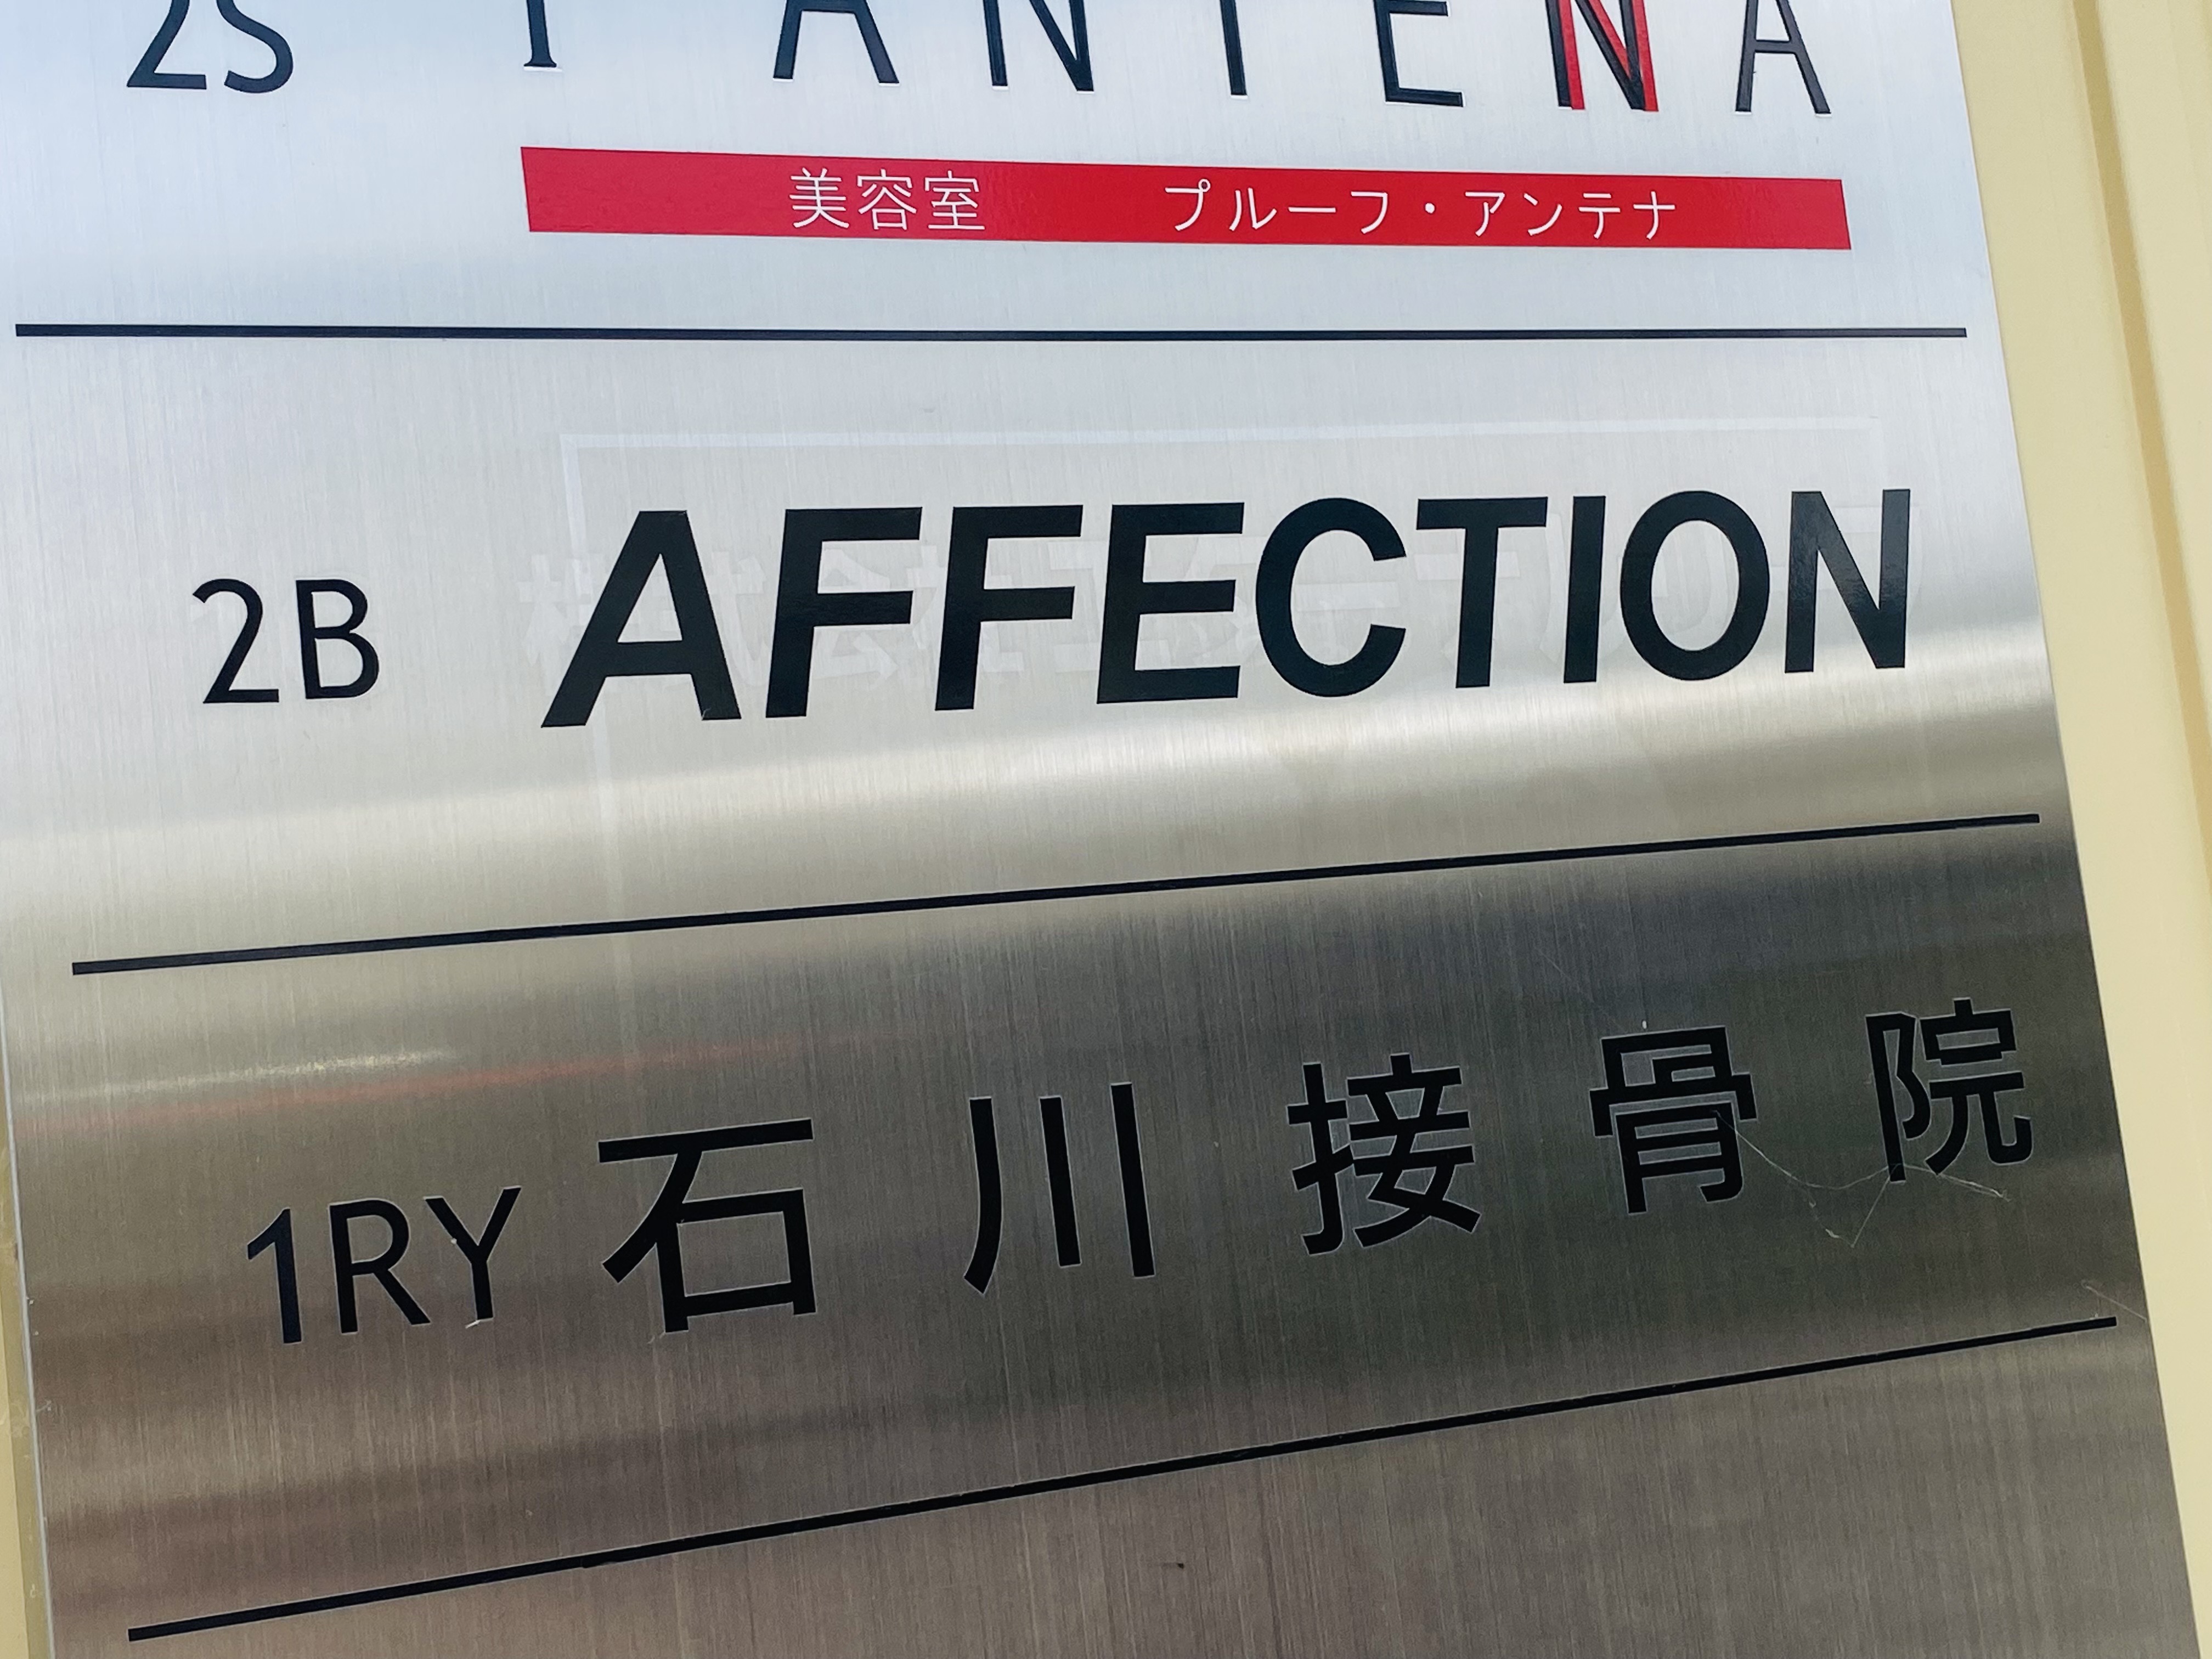 2S ANTENA
美容室 プルーフ・アンテナ
2B AFFECTION
1RY 石川接骨院